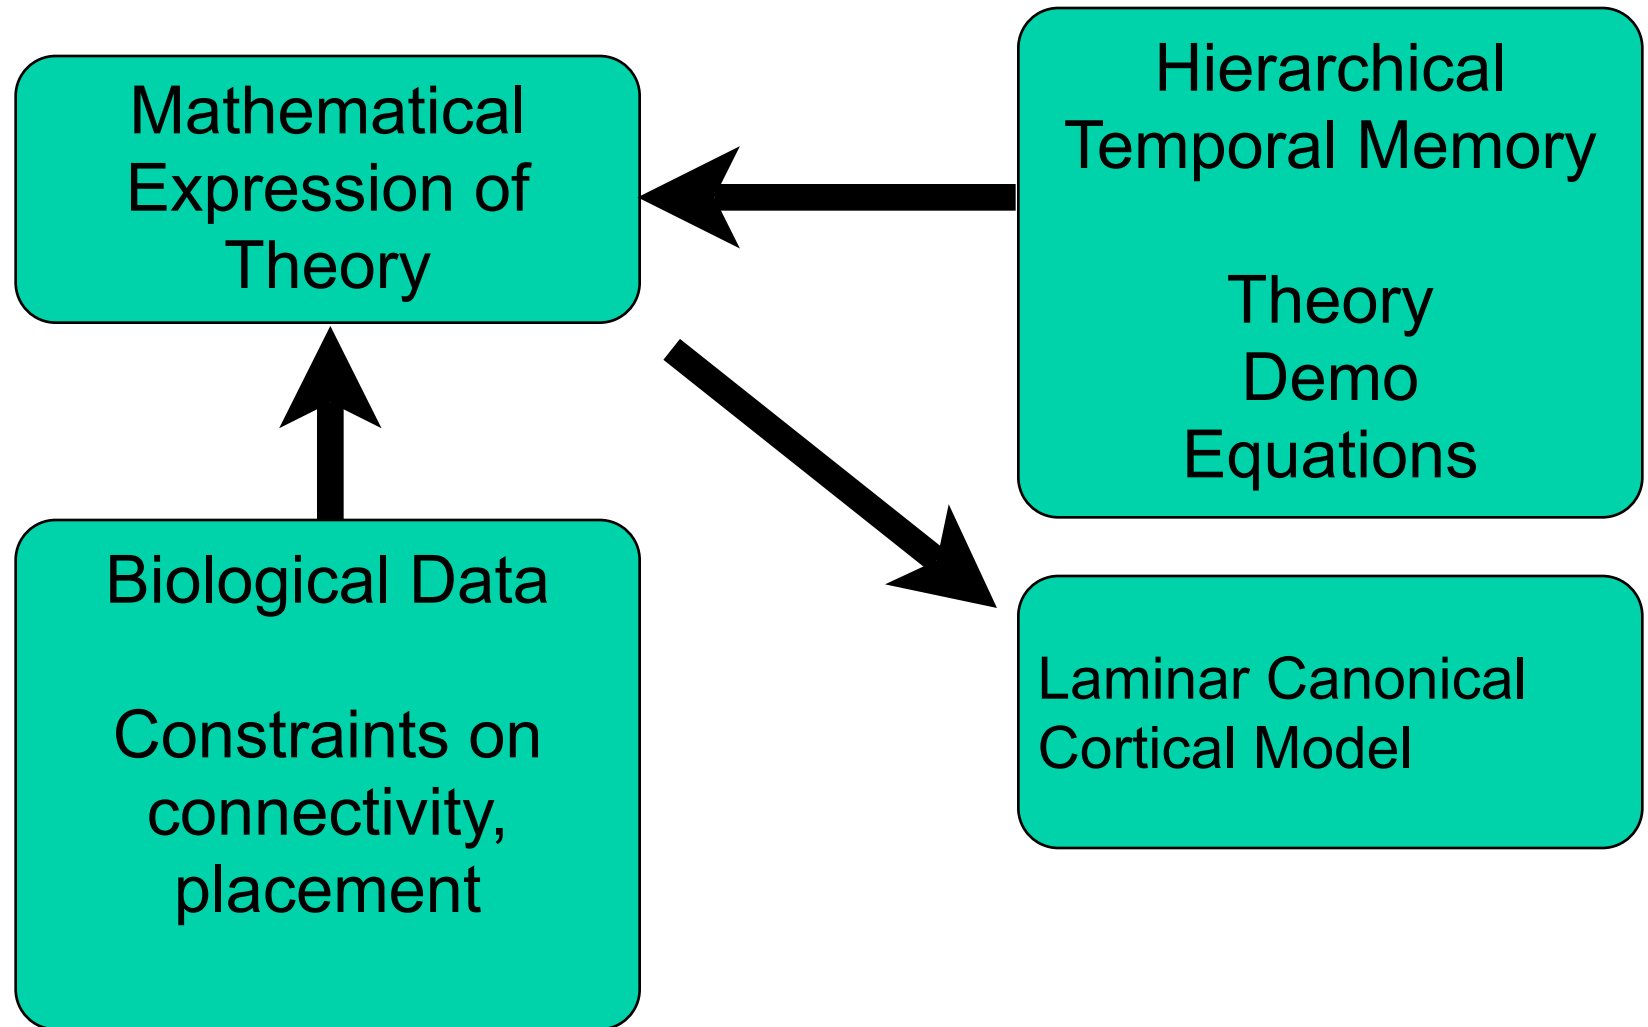 Mathematical
Expression of
Theory
Hierarchical
Temporal Memory
Theory
Demo
Equations
Biological Data
Constraints on
connectivity,
placement
Laminar Canonical
Cortical Model